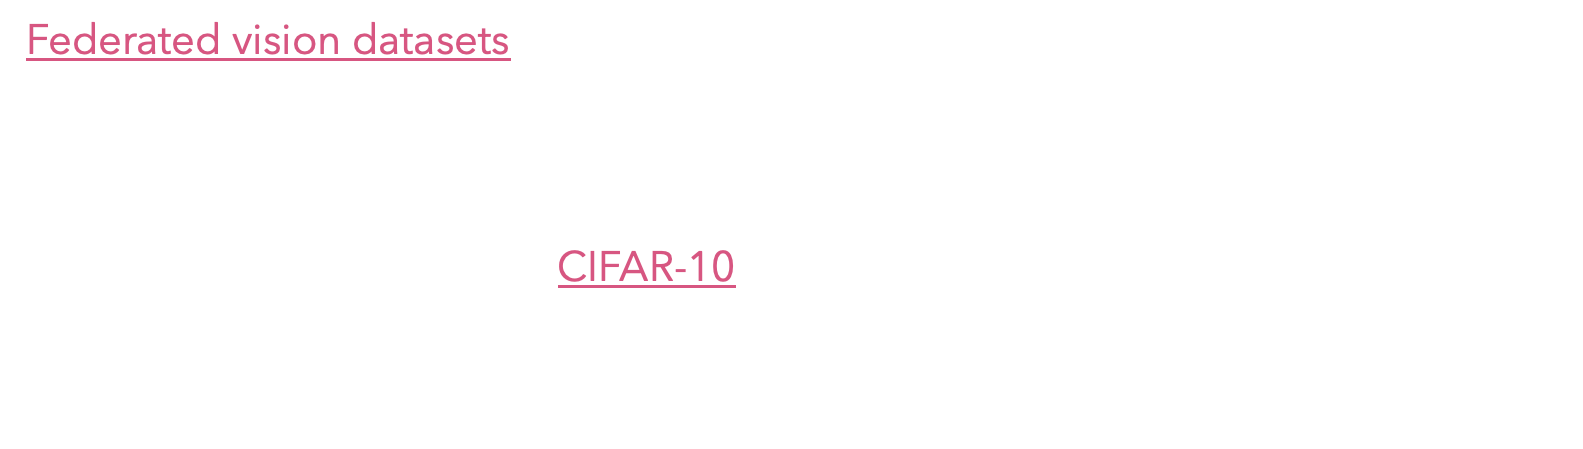 Federated vision datasets
CIFAR-10